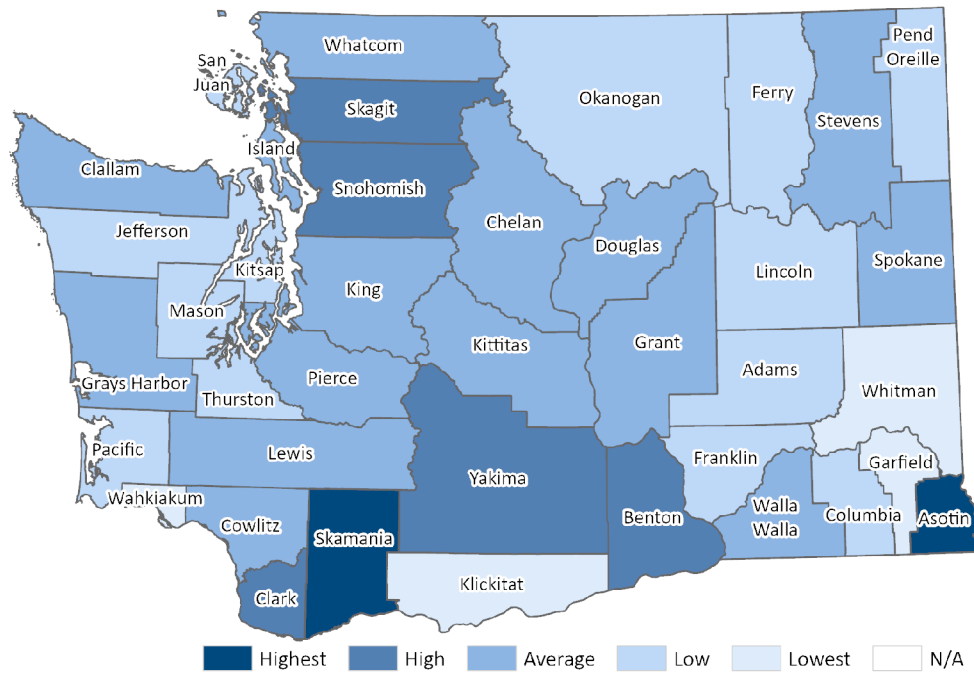 Whatcom
Pend
Oreille
San
Juan
Okanogan
Ferry
Skagit
Stevens
Island
Clallam
Snohomish
Chelan
Jefferson
Douglas
Spokane
Kitsap
Lincoln
King
Mason
Kittitas
Grant
Adams
Pierce
Grays Harbor
Whitman
Thurston
Pacific
Lewis
Franklin
Garfield
Yakima
Wahkiakum
Walla
Walla
Columbia
Benton
Asotin
Cowlitz
Skamania
Klickitat
Clark
Highest
High
Average
Low
Lowest
N/A